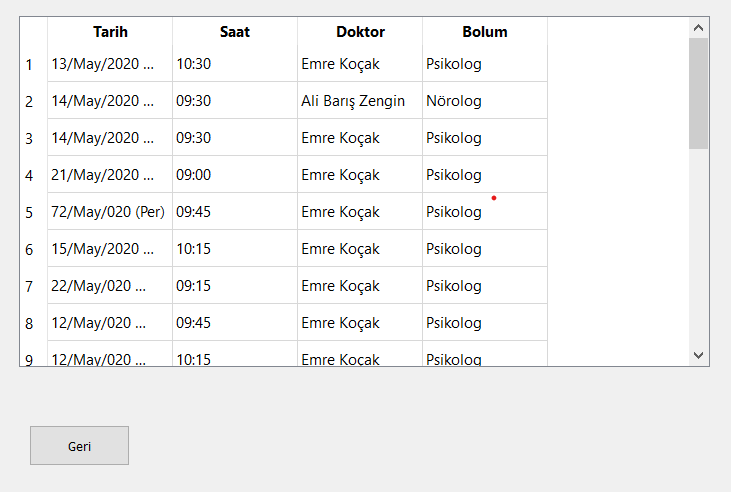 Tarih Saat Doktor Bolum
1 13/May/2020 ... 10:30 Emre Koçak Psikolog
2 14/May/2020 ... 09:30 Ali Barış Zengin Nörolog
3 14/May/2020 ... 09:30 Emre Koçak Psikolog
4 21/May/2020 ... 09:00 Emre Koçak Psikolog
5 72/May/020 (Per) 09:45 Emre Koçak Psikolog
6 15/May/2020 ... 10:15 Emre Koçak Psikolog
7 22/May/020 ... 09:15 Emre Koçak Psikolog
8 12/May/020 ... 09:45 Emre Koçak Psikolog
9 12/May/020 ... 10:15 Emre Koçak Psikolog
Geri